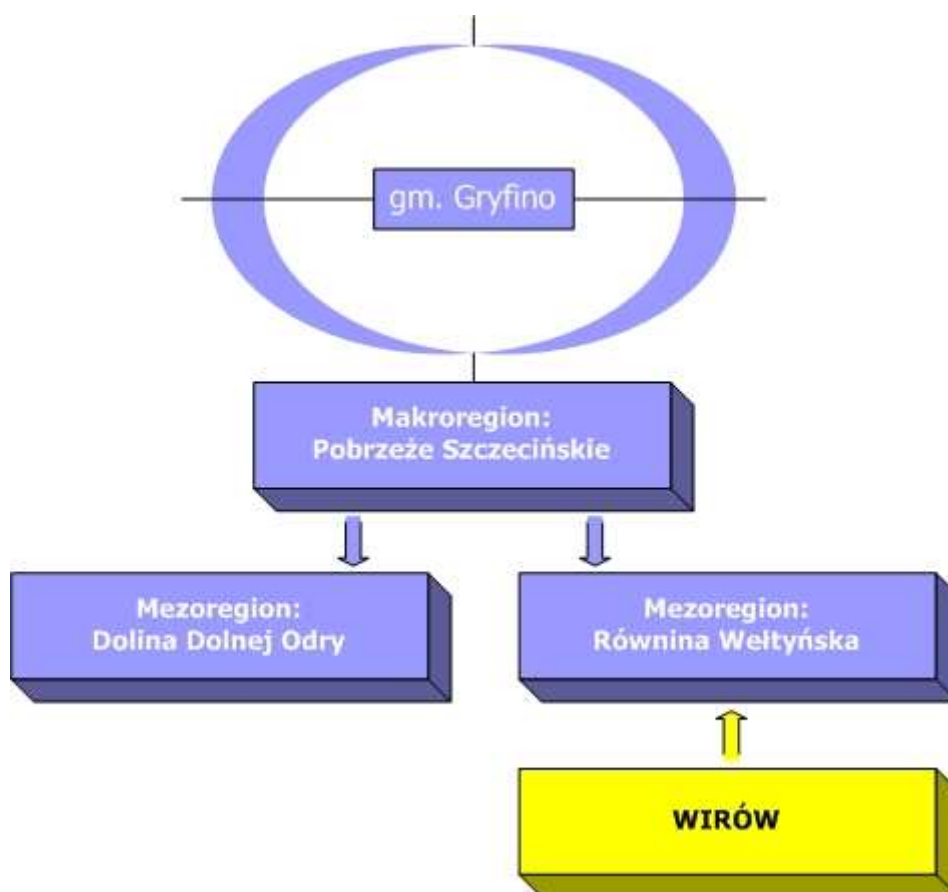 gm. Gryfino
Makroregion:
Pobrzeże Szczecińskie
Mezoregion:
Dolina Dolnej Odry
Mezoregion:
Równina Wełtyńska
WIRÓW